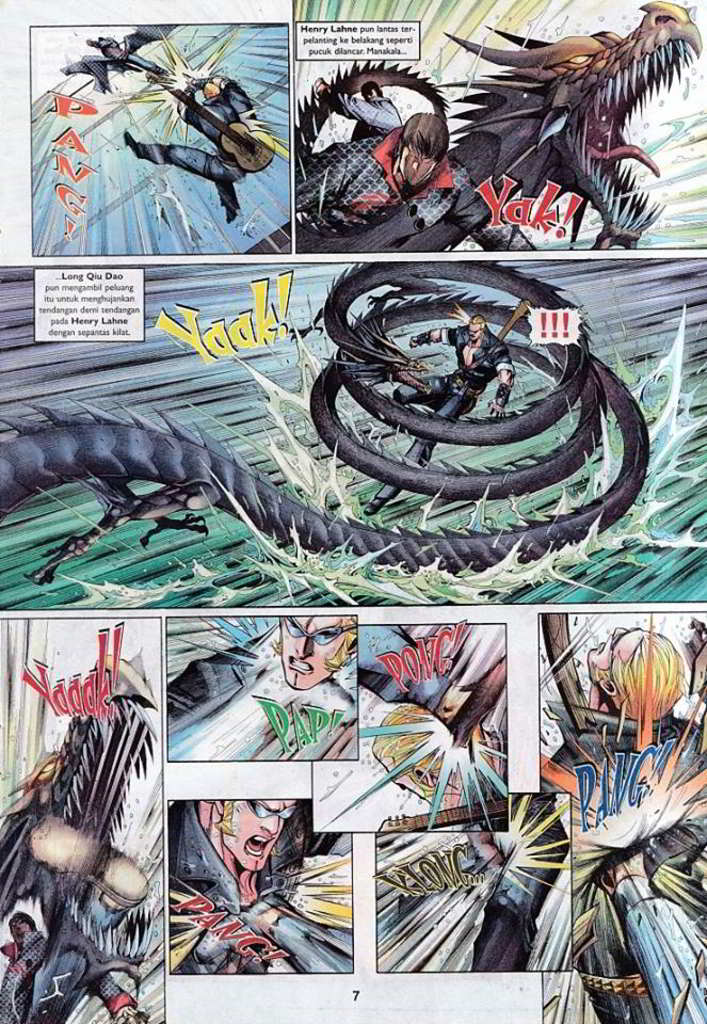 PANG!
Henry Lahne pun lantas ter-
pelanting ke belakang seperti
pucuk dilancar. Manakala...
Yak!
...Long Qiu Dao
pun mengambil peluang
itu untuk menghujankan
tendangan demi tendangan
pada Henry Lahne
dengan sepantas kilat.
Yaak!
!!!
Yaaak!
PAP!
PONG!
PANG!
PANG!
KLONG...
7